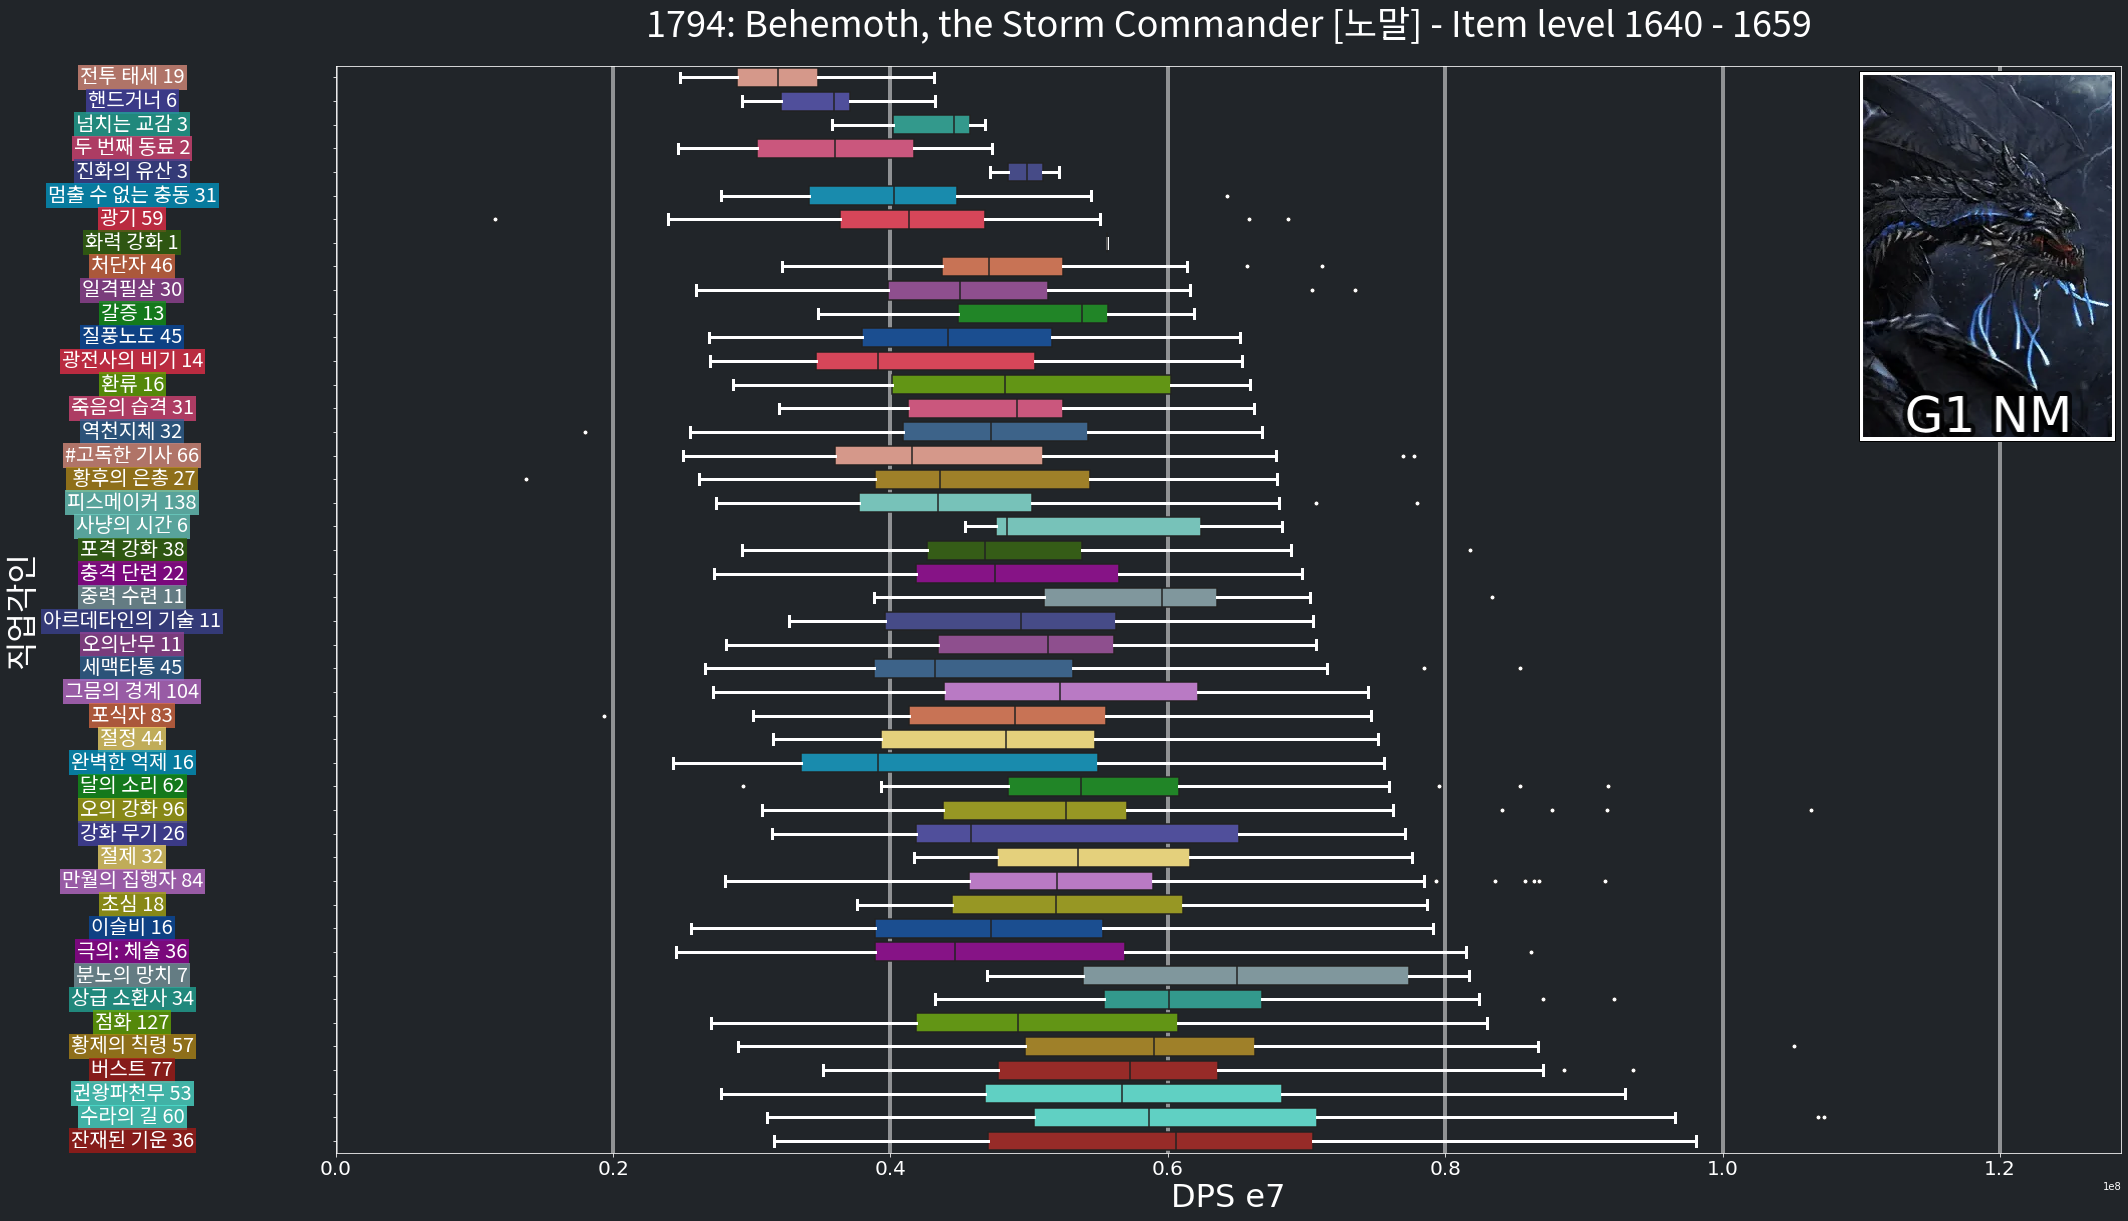 1794: Behemoth, the Storm Commander [노말] - Item level 1640 - 1659
전투 태세 19
핸드거너 6
넘치는 교감 3
두 번째 동료 2
진화의 유산 3
멈출 수 없는 충동 31
광기 59
화력 강화 1
처단자 46
일격필살 30
갈증 13
질풍노도 45
광전사의 비기 14
환류 16
죽음의 습격 31
역천지체 32
#고독한 기사 66
황후의 은총 27
피스메이커 138
사냥의 시간 6
포격 강화 38
충격 단련 22
중력 수련 11
아르데타인의 기술 11
오의난무 11
세맥타통 45
그믐의 경계 104
포식자 83
절정 44
완벽한 억제 16
달의 소리 62
오의 강화 96
강화 무기 26
절제 32
만월의 집행자 84
초심 18
이슬비 16
극의: 체술 36
분노의 망치 7
상급 소환사 34
점화 127
황제의 칙령 57
버스트 77
권왕파천무 53
수라의 길 60
잔재된 기운 36
직업각인
G1 NM
0.0 0.2 0.4 0.6 0.8 1.0 1.2
DPS e7
1e8